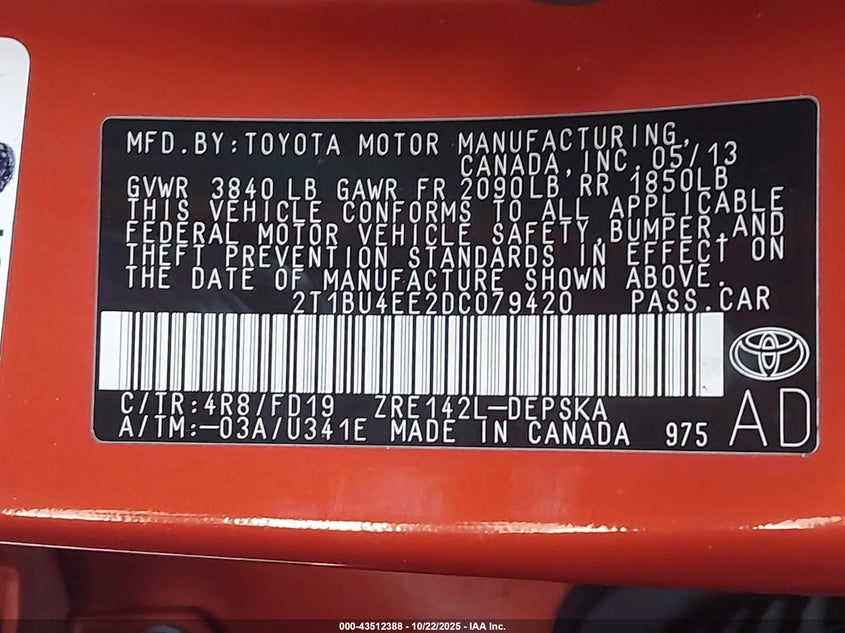 MFD.BY:TOYOTA MOTOR MANUFACTURING,
CANADA,INC.05/13
GVWR 3840LB GAWR FR 2090LB,RR 1850LB
THIS VEHICLE CONFORMS TO ALL APPLICABLE
FEDERAL MOTOR VEHICLE SAFETY,BUMPER,AND
THEFT PREVENTION STANDARDS IN EFFECT ON
THE DATE OF MANUFACTURE SHOWN ABOVE.
2T1BU4EE2DC079420 PASS.CAR
C/TR:4R8/FD19 ZRE142L-DEPSKA
A/TM:-03A/U341E MADE IN CANADA 975 AD
000-43512388 - 10/22/2025 - IAA Inc.